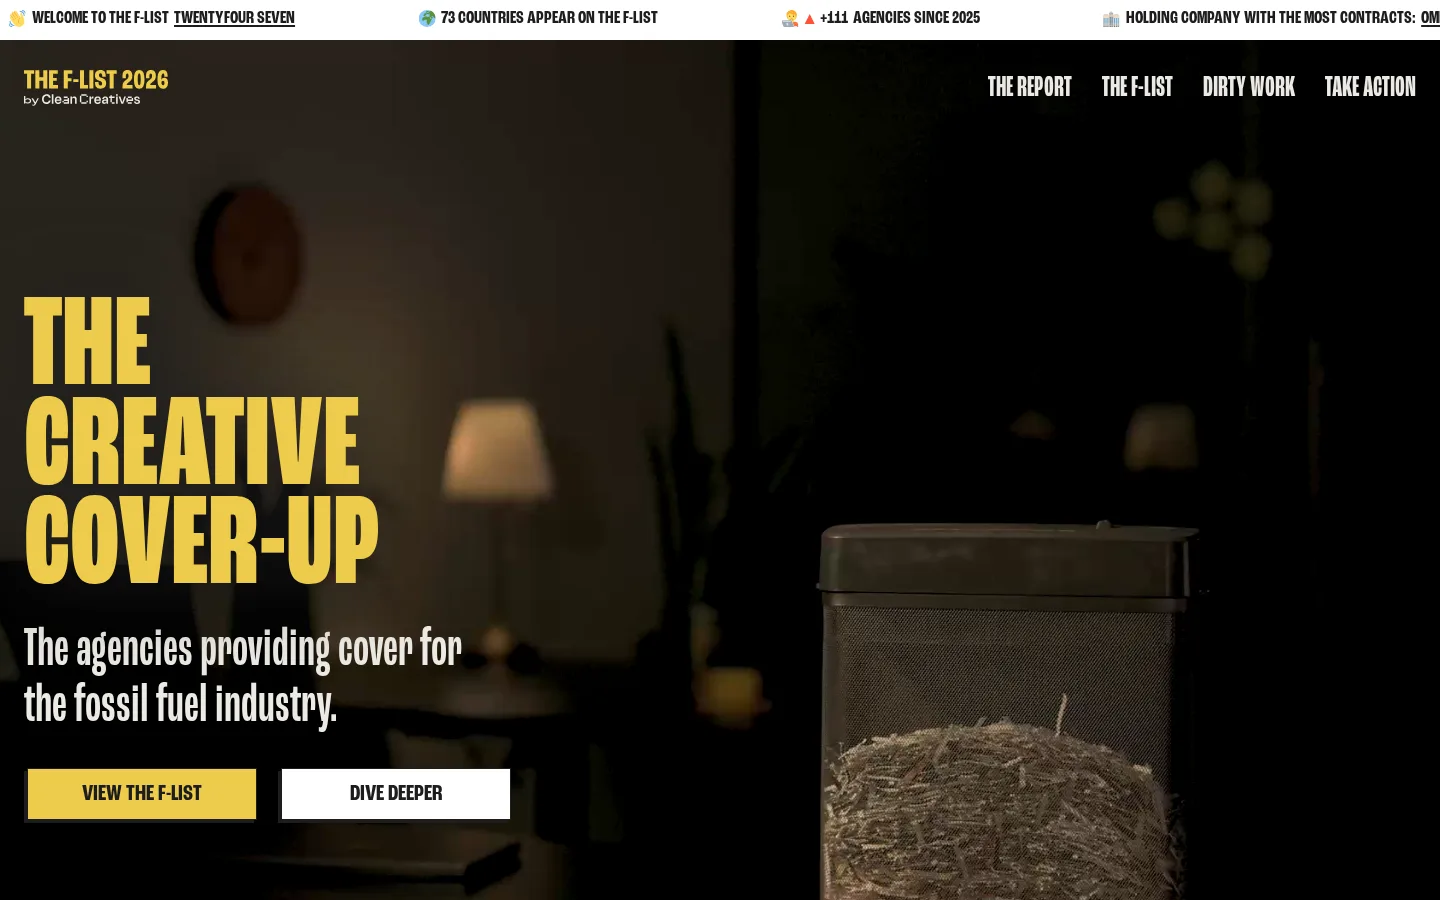 WELCOME TO THE F-LIST TWENTYFOUR SEVEN
73 COUNTRIES APPEAR ON THE F-LIST
+111 AGENCIES SINCE 2025
HOLDING COMPANY WITH THE MOST CONTRACTS:
THE F-LIST 2026
by Clean Creatives
THE REPORT
THE F-LIST
DIRTY WORK
TAKE ACTION
THE
CREATIVE
COVER-UP
The agencies providing cover for
the fossil fuel industry.
VIEW THE F-LIST
DIVE DEEPER